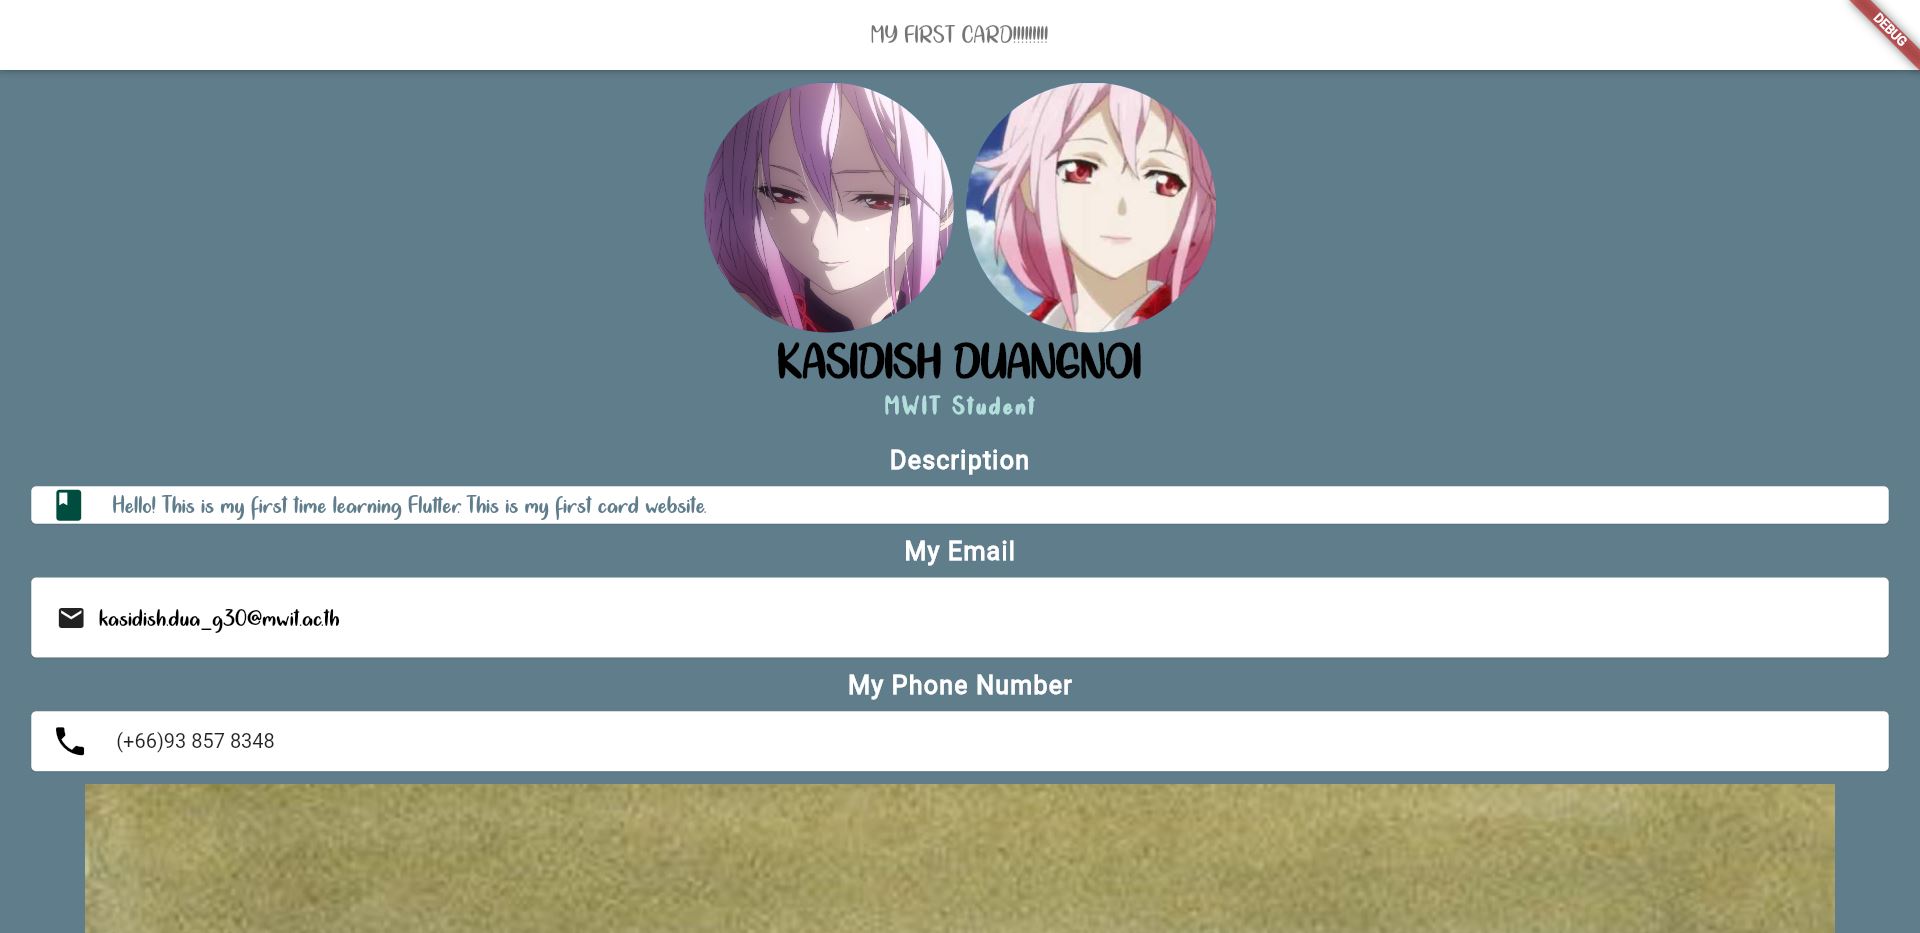 MY FIRST CARD!!!!!!!!!
DEBUG
KASIDISH DUANGNOI
MWIT Student
Description
Hello! This is my first time learning Flutter. This is my first card website.
My Email
kasidish.dua_g30@mwit.ac.th
My Phone Number
(+66)93 857 8348